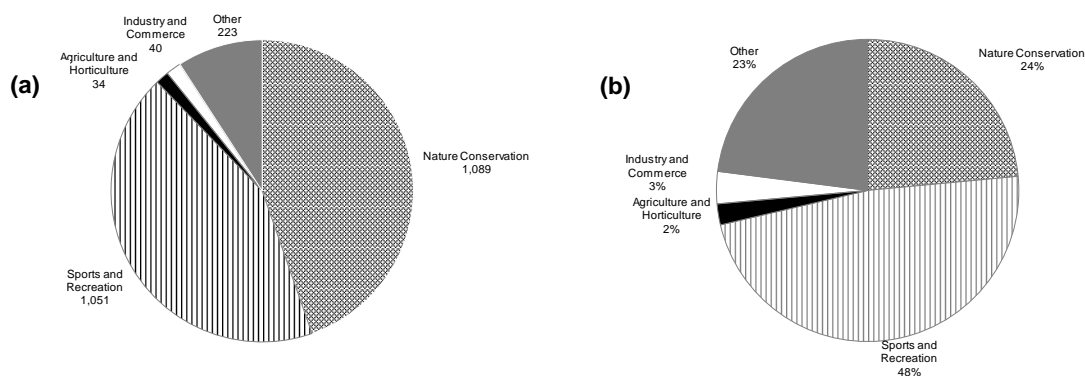 (a)
Other
223
Industry and
Commerce
40
Agriculture and
Horticulture
34
Nature Conservation
1,089
Sports and
Recreation
1,051
(b)
Other
23%
Nature Conservation
24%
Industry and
Commerce
3%
Agriculture and
Horticulture
2%
Sports and
Recreation
48%